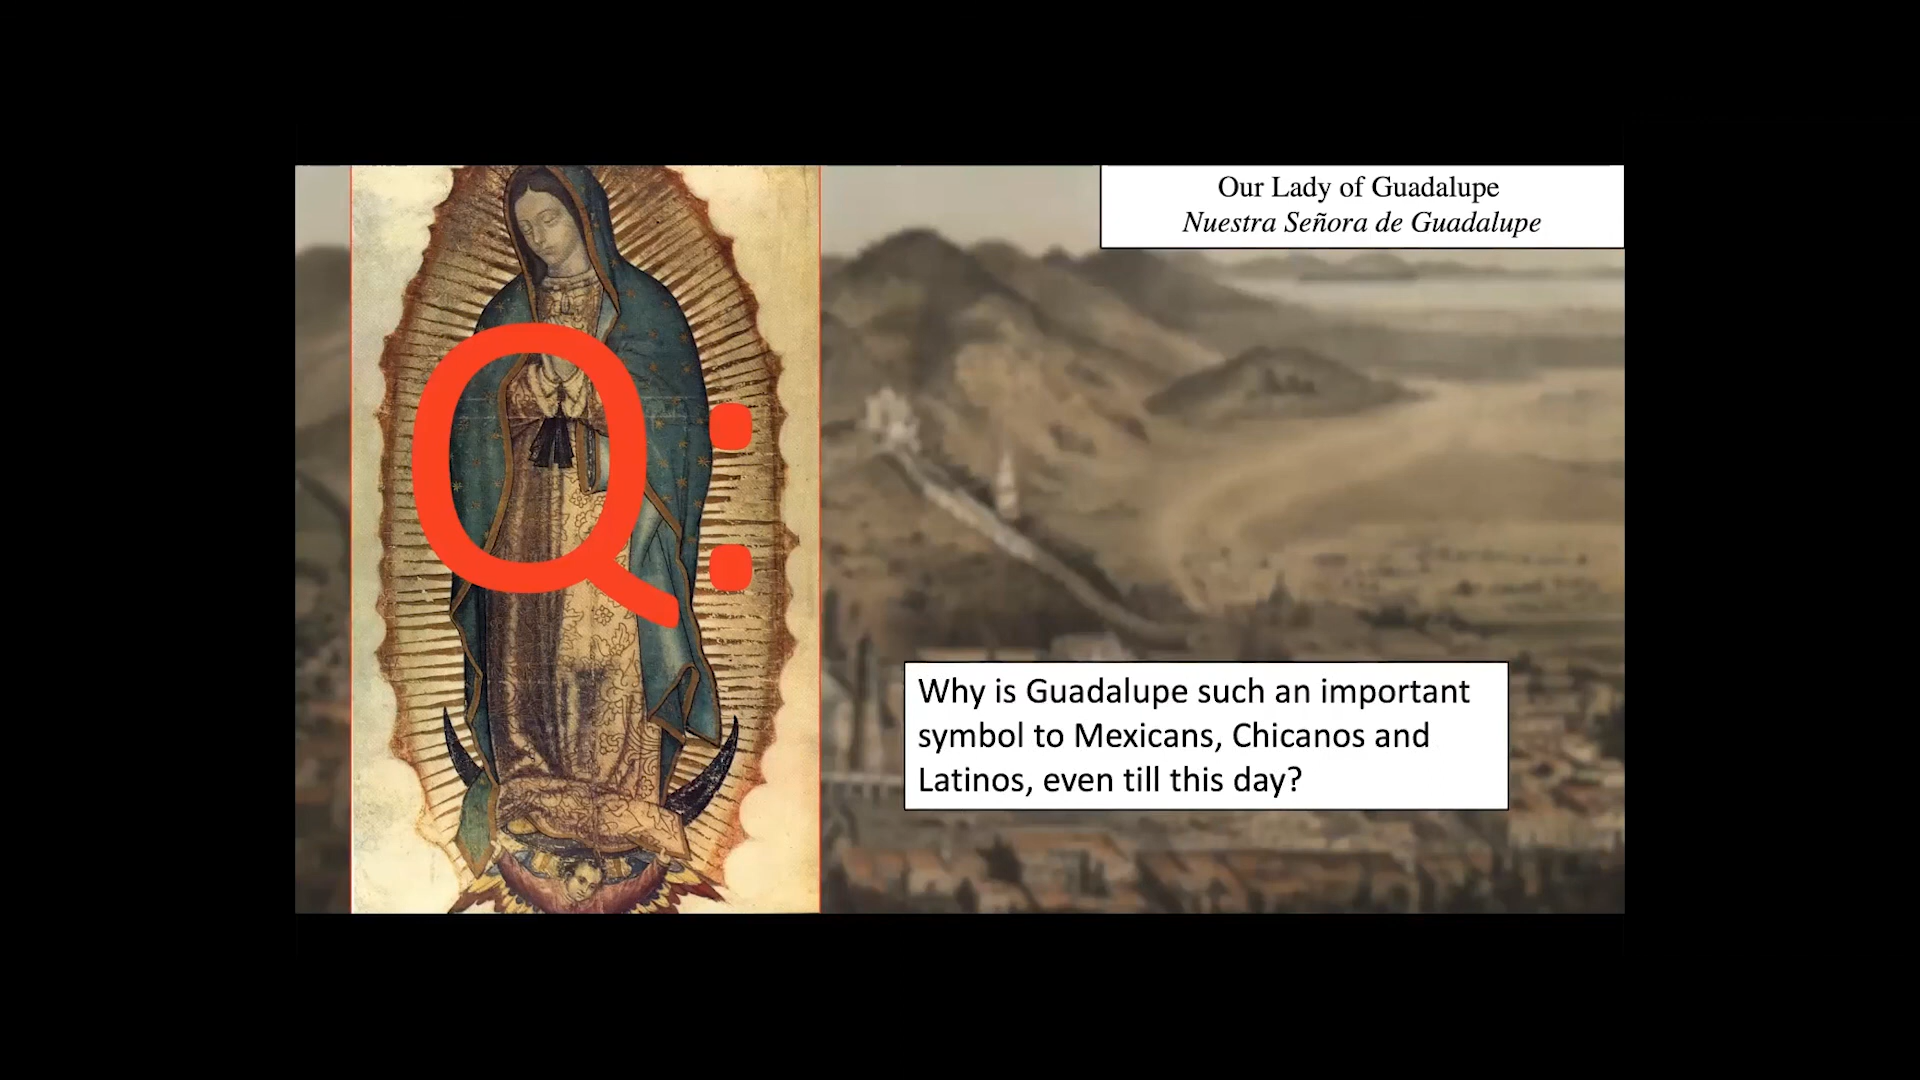 Our Lady of Guadalupe
Nuestra Señora de Guadalupe
Q:
Why is Guadalupe such an important
symbol to Mexicans, Chicanos and
Latinos, even till this day?